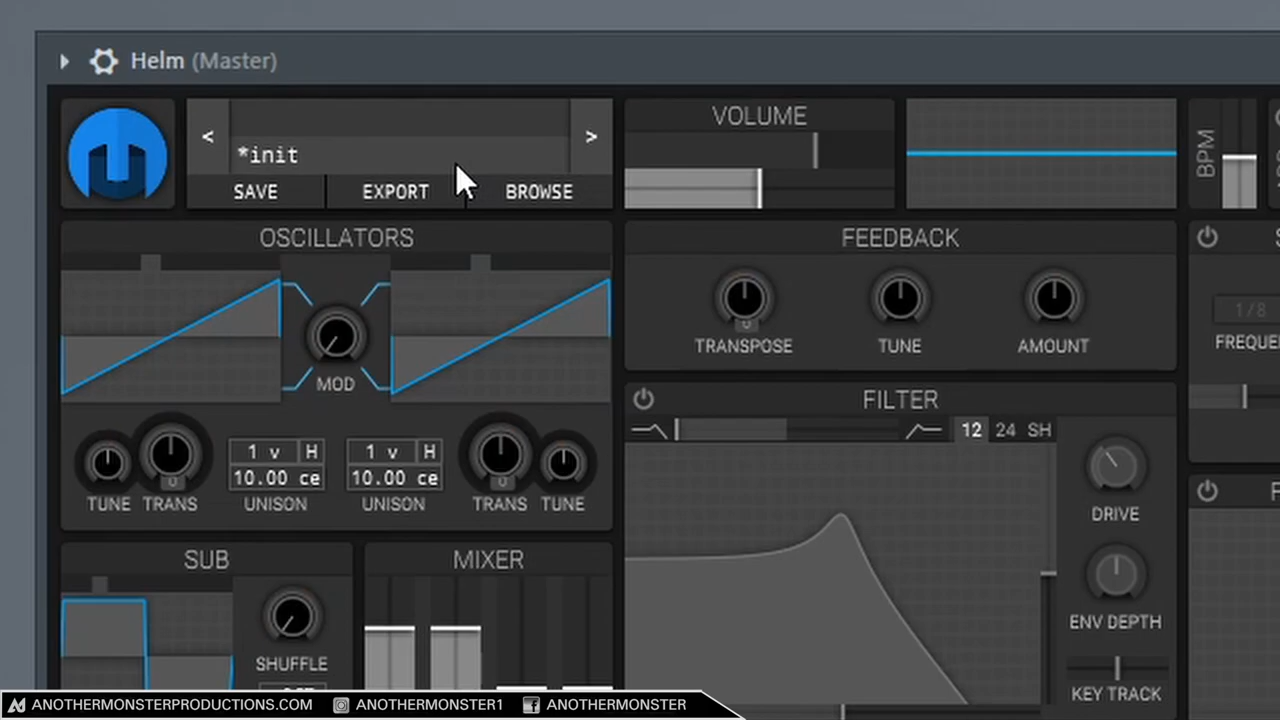 Helm (Master)
< >
*init
SAVE EXPORT BROWSE
VOLUME
BPM
OSCILLATORS
MOD
TUNE TRANS
1 v H
10.00 ce
UNISON
1 v H
10.00 ce
UNISON
TRANS TUNE
FEEDBACK
TRANSPOSE TUNE AMOUNT
FILTER
12 24 SH
DRIVE
ENV DEPTH
KEY TRACK
1/8
SUB
SHUFFLE
MIXER
ANOTHERMONSTERPRODUCTIONS.COM ANOTHERMONSTER1 ANOTHERMONSTER